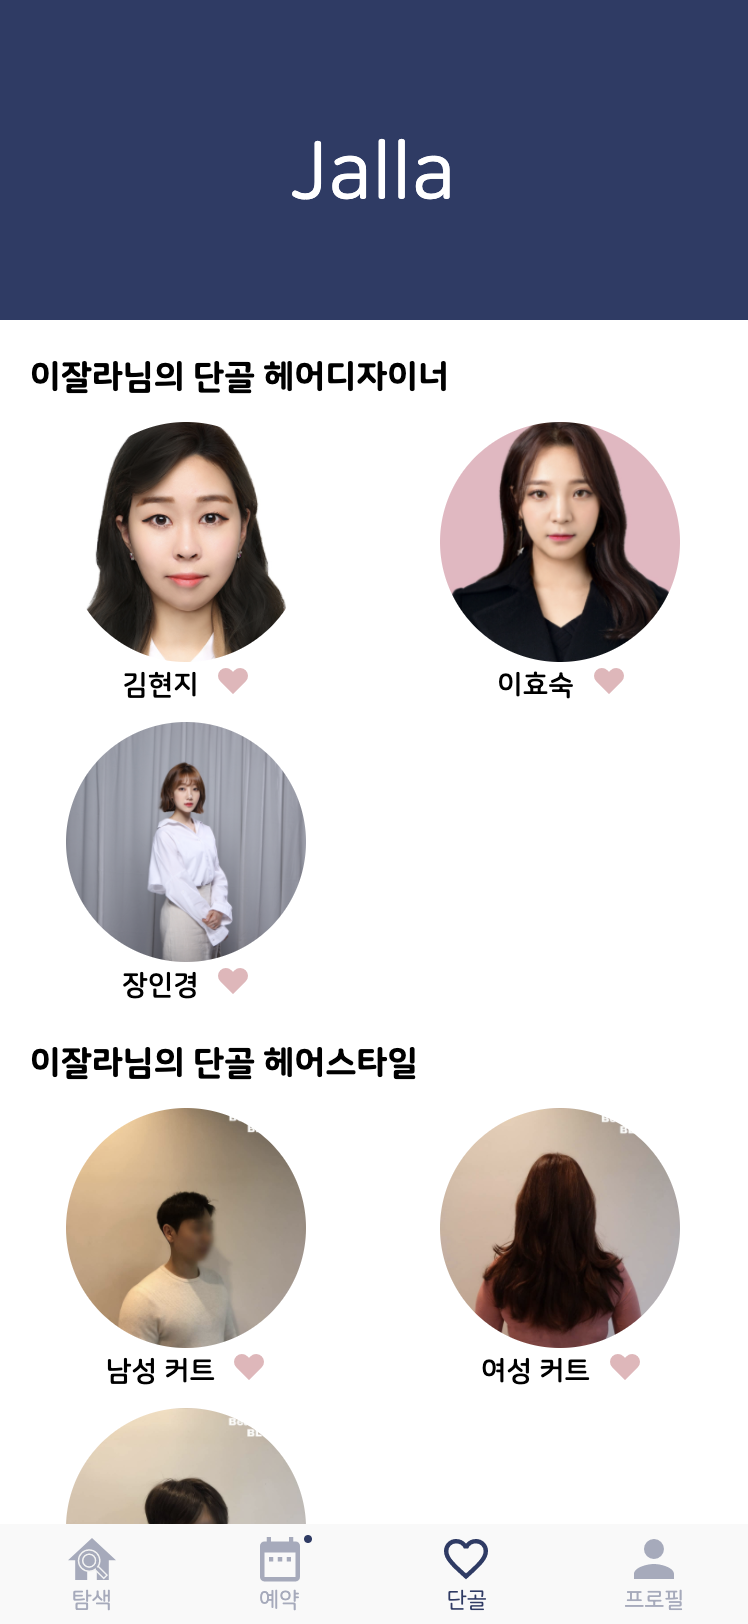 Jalla
이잘라님의 단골 헤어디자이너
김현지
이효숙
장인경
이잘라님의 단골 헤어스타일
남성 커트
여성 커트
탐색
예약
단골
프로필